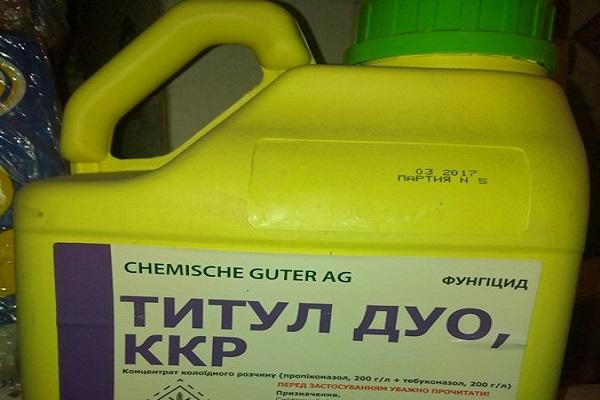 03 2017
ПАРТИЯ N 5
CHEMISCHE GUTER AG
ФУНГІЦИД
ТИТУЛ ДУО,
ККР
Концентрат колоїдного розчину (пропіконазол, 200 г/л + тебуконазол, 200 г/л)
ПЕРЕД ЗАСТОСУВАННЯМ УВАЖНО ПРОЧИТАТИ!
Призначення.